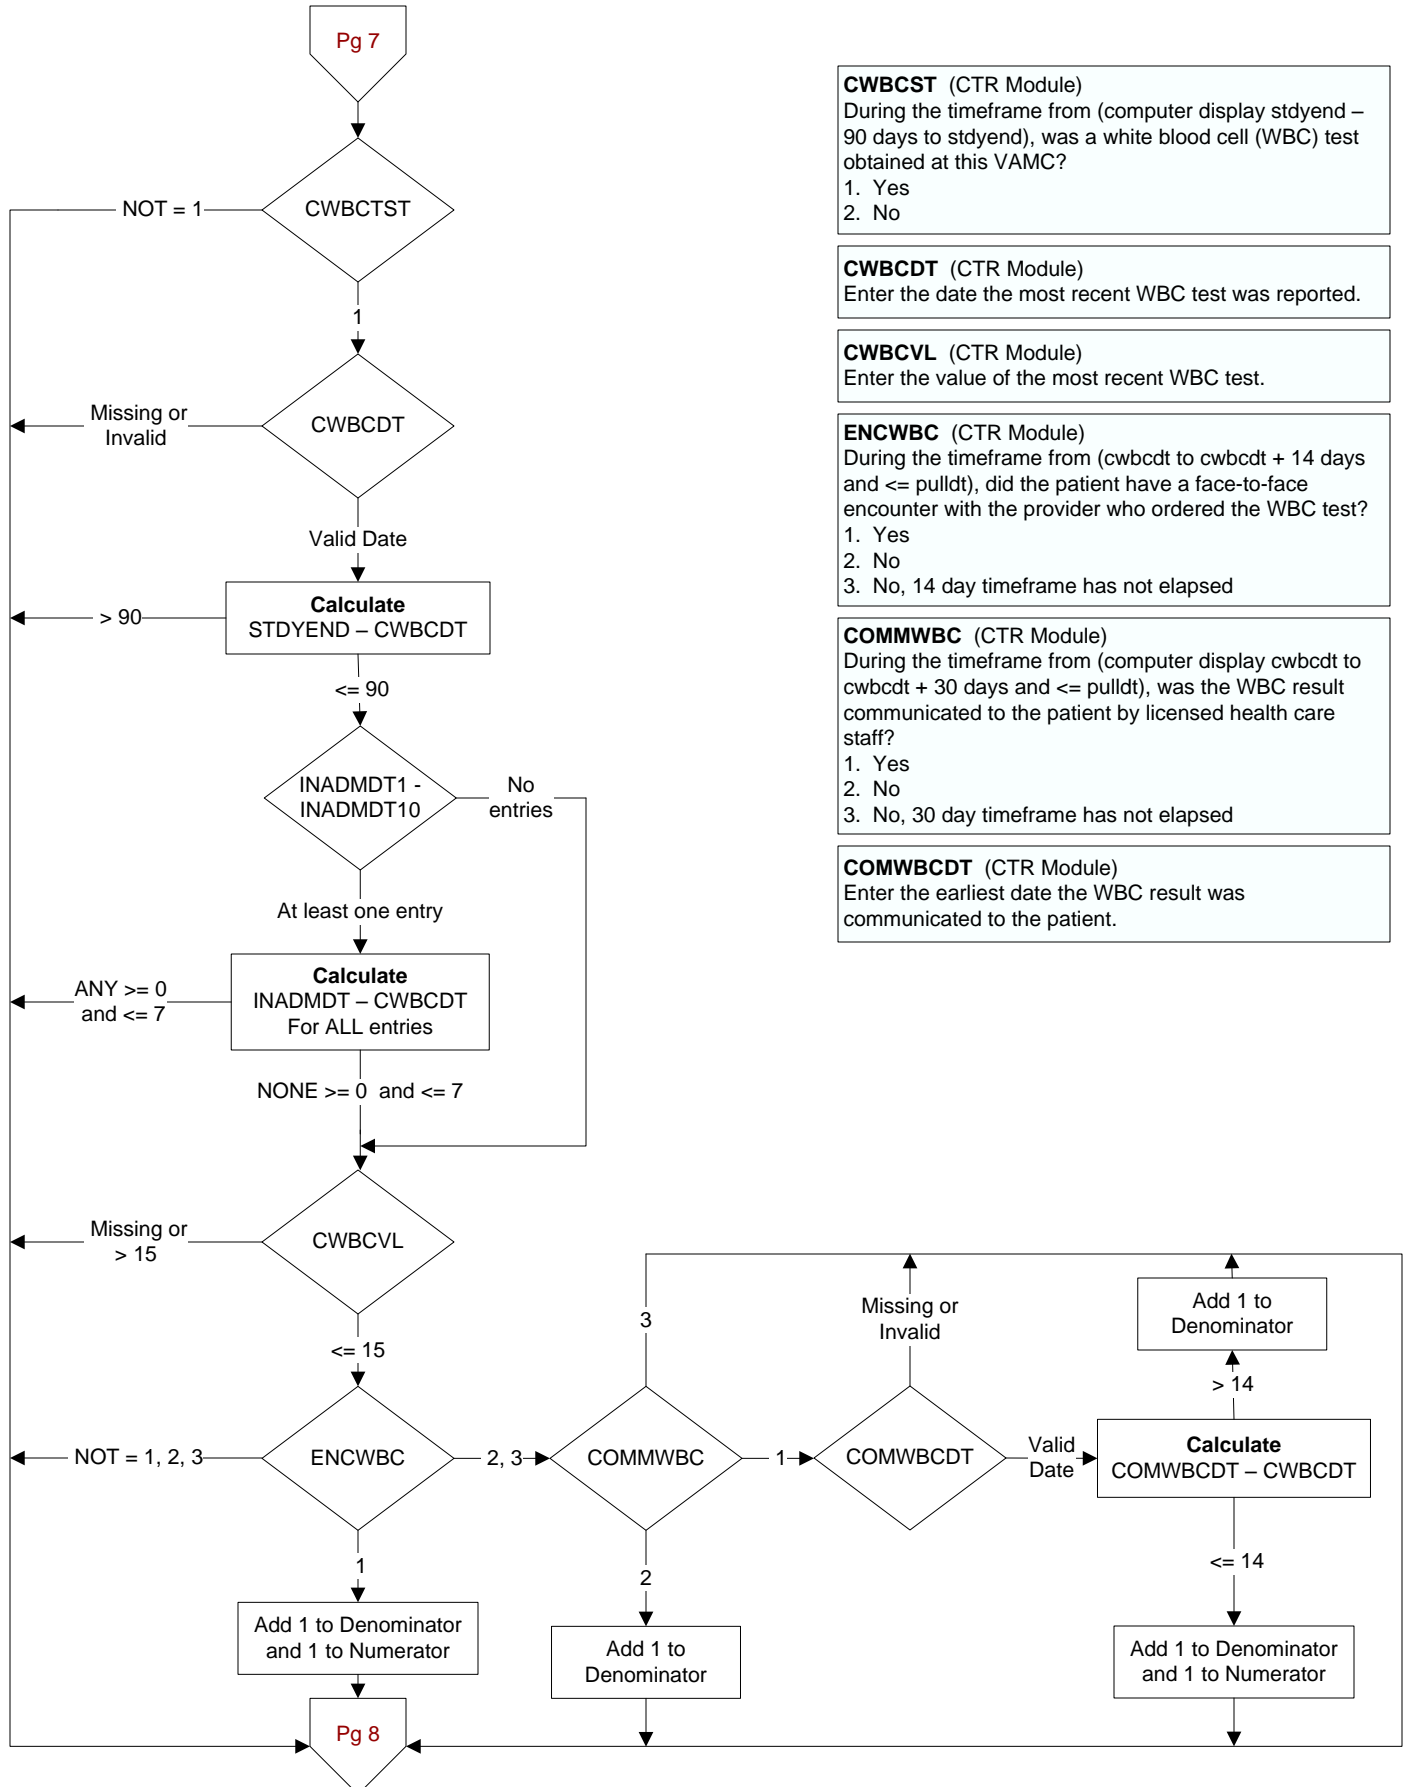 Pg 7
CWBCTST
NOT = 1
1
CWBCDT
Missing or
Invalid
Valid Date
Calculate
STDYEND – CWBCDT
> 90
<= 90
INADMDT1 -
INADMDT10
No
entries
At least one entry
Calculate
INADMDT – CWBCDT
For ALL entries
ANY >= 0
and <= 7
NONE >= 0 and <= 7
CWBCVL
Missing or
> 15
<= 15
ENCWBC
NOT = 1, 2, 3
2, 3
1
Add 1 to Denominator
and 1 to Numerator
COMMWBC
3
1
2
Add 1 to
Denominator
COMWBCDT
Missing or
Invalid
Valid
Date
Calculate
COMWBCDT – CWBCDT
> 14
Add 1 to
Denominator
<= 14
Add 1 to Denominator
and 1 to Numerator
Pg 8
CWBCST (CTR Module)
During the timeframe from (computer display stdyend –
90 days to stdyend), was a white blood cell (WBC) test
obtained at this VAMC?
1. Yes
2. No
CWBCDT (CTR Module)
Enter the date the most recent WBC test was reported.
CWBCVL (CTR Module)
Enter the value of the most recent WBC test.
ENCWBC (CTR Module)
During the timeframe from (cwbcdt to cwbcdt + 14 days
and <= pulldt), did the patient have a face-to-face
encounter with the provider who ordered the WBC test?
1. Yes
2. No
3. No, 14 day timeframe has not elapsed
COMMWBC (CTR Module)
During the timeframe from (computer display cwbcdt to
cwbcdt + 30 days and <= pulldt), was the WBC result
communicated to the patient by licensed health care
staff?
1. Yes
2. No
3. No, 30 day timeframe has not elapsed
COMWBCDT (CTR Module)
Enter the earliest date the WBC result was
communicated to the patient.